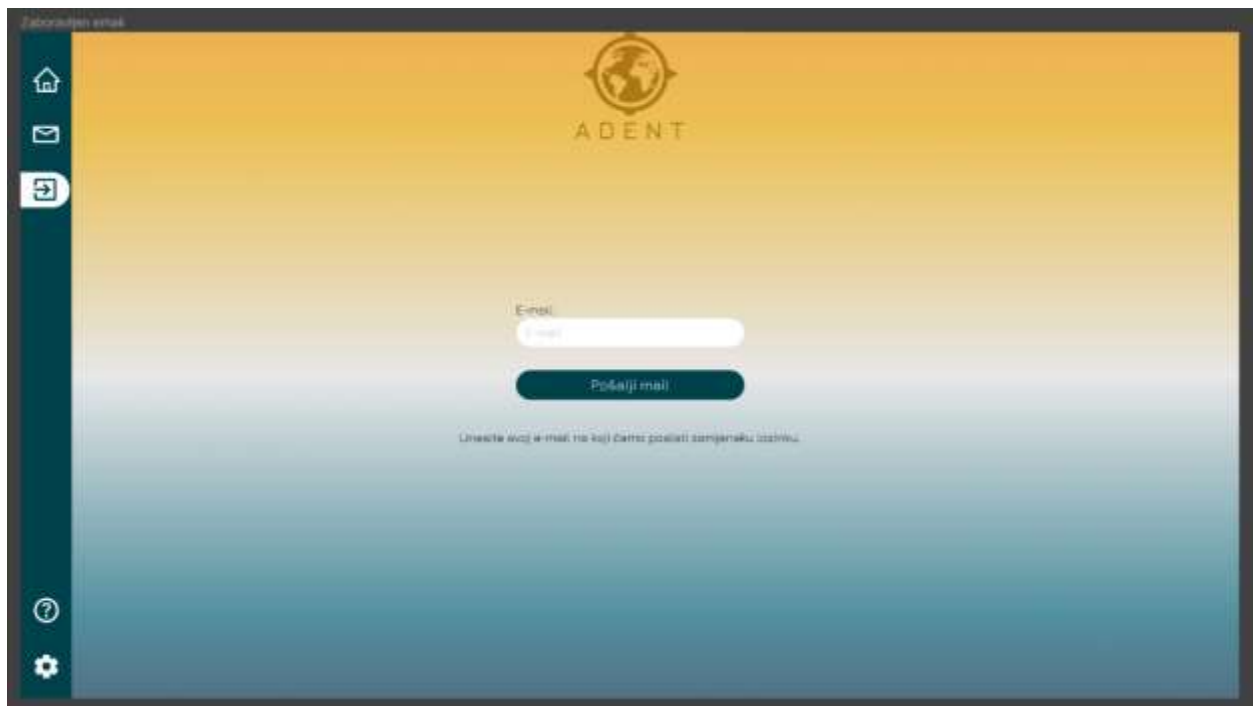 Zaboravljen email
ADENT
E-mail:
E-mail
Pošalji mail
Unesite svoj e-mail na koji ćemo poslati zamjensku lozinku.